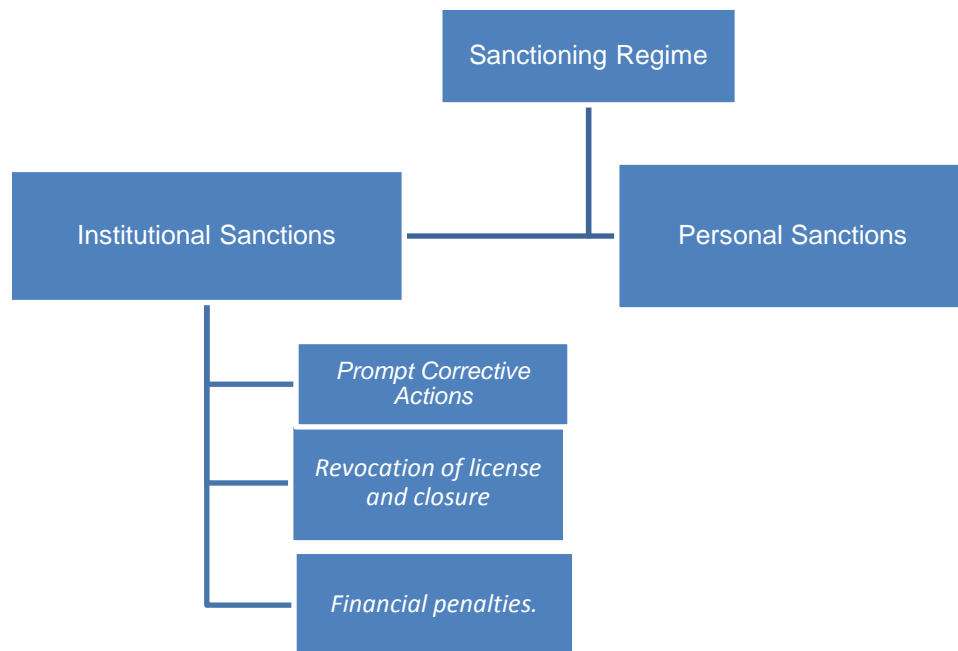 Sanctioning Regime
Institutional Sanctions
Personal Sanctions
Prompt Corrective
Actions
Revocation of license
and closure
Financial penalties.